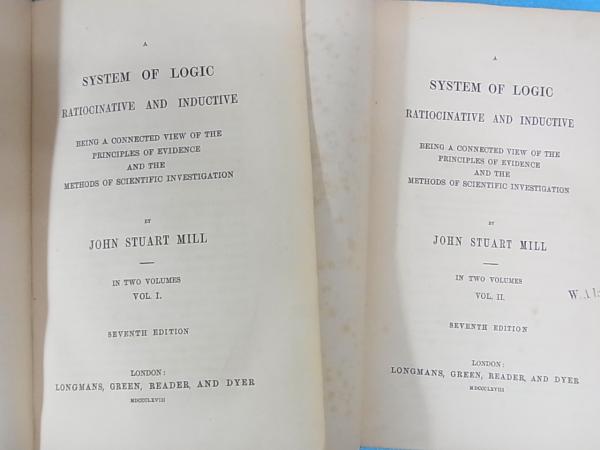 A
SYSTEM OF LOGIC
RATIOCINATIVE AND INDUCTIVE
BEING A CONNECTED VIEW OF THE
PRINCIPLES OF EVIDENCE
AND THE
METHODS OF SCIENTIFIC INVESTIGATION
BY
JOHN STUART MILL
IN TWO VOLUMES
VOL. I.
SEVENTH EDITION
LONDON:
LONGMANS, GREEN, READER, AND DYER
MDCCCLXVIII
A
SYSTEM OF LOGIC
RATIOCINATIVE AND INDUCTIVE
BEING A CONNECTED VIEW OF THE
PRINCIPLES OF EVIDENCE
AND THE
METHODS OF SCIENTIFIC INVESTIGATION
BY
JOHN STUART MILL
IN TWO VOLUMES
VOL. II.
SEVENTH EDITION
LONDON:
LONGMANS, GREEN, READER, AND DYER
MDCCCLXVIII